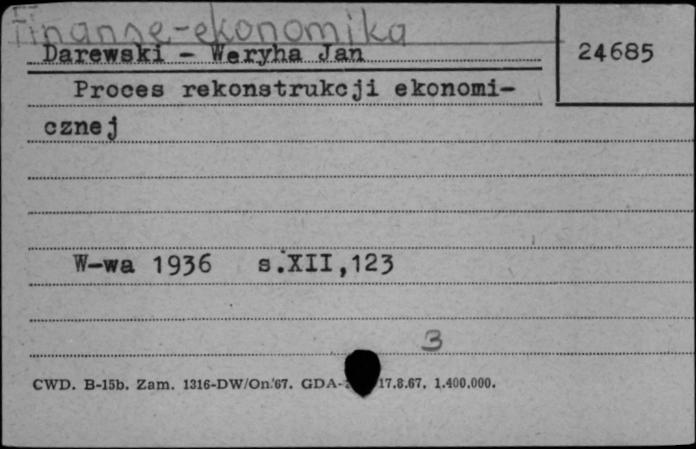 Finanse-ekonomika
Darewski - Weryha Jan
24685
Proces rekonstrukcji ekonomi-
cznej
W-wa 1936 s.XII,123
3
CWD. B-15b. Zam. 1316-DW/On.'67. GDA- 17.8.67. 1.400.000.